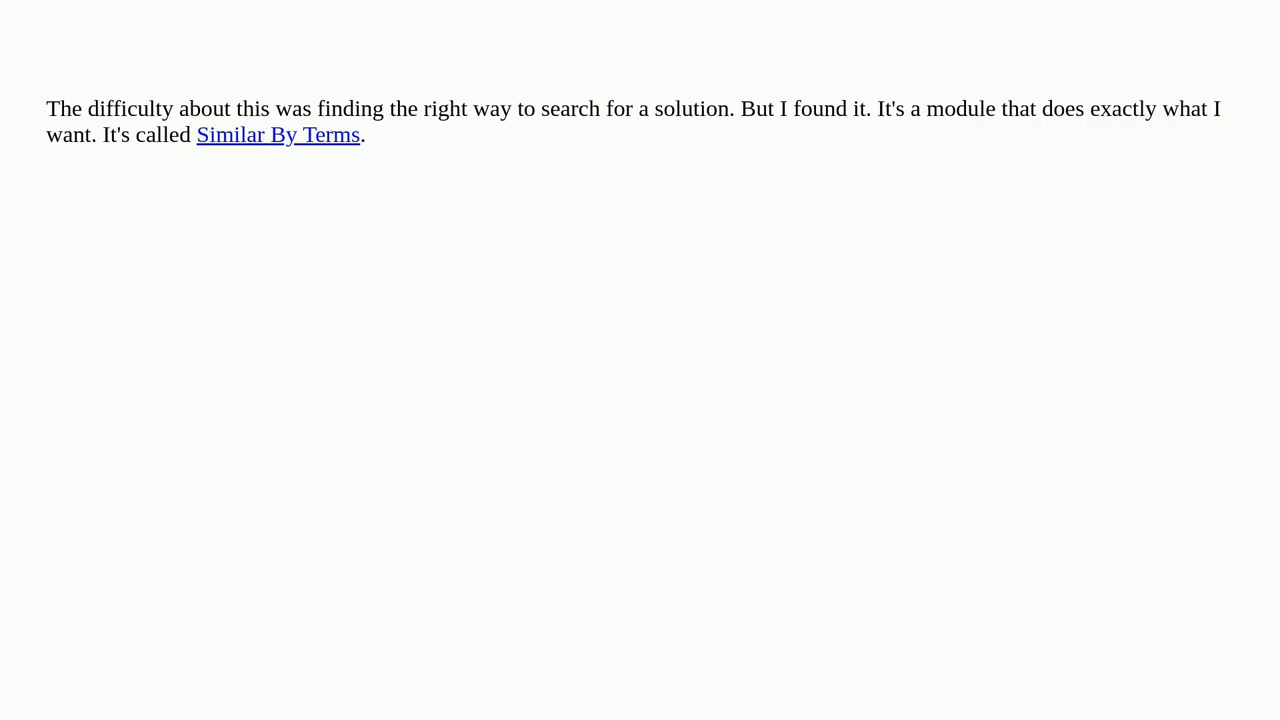 The difficulty about this was finding the right way to search for a solution. But I found it. It's a module that does exactly what I
want. It's called Similar By Terms.